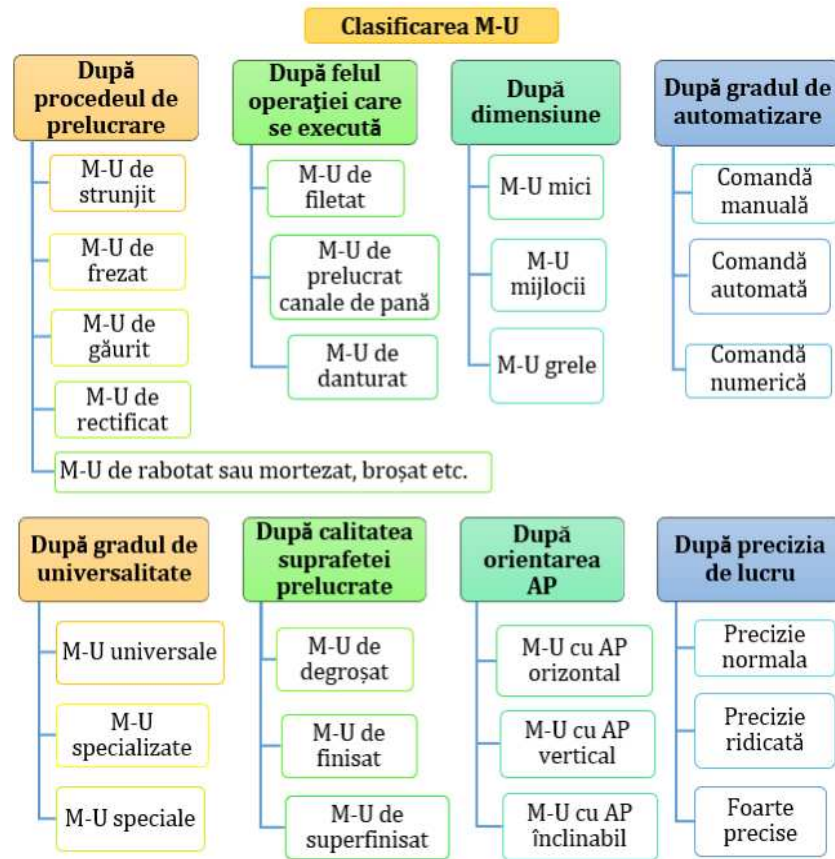 Clasificarea M-U
După
procedeul de
prelucrare
M-U de
strunjit
M-U de
frezat
M-U de
găurit
M-U de
rectificat
M-U de rabotat sau mortezat, broșat etc.
După felul
operaţiei care
se execută
M-U de
filetat
M-U de
prelucrat
canale de pană
M-U de
danturat
După
dimensiune
M-U mici
M-U
mijlocii
M-U grele
După gradul de
automatizare
Comandă
manuală
Comandă
automată
Comandă
numerică
După gradul de
universalitate
M-U universale
M-U
specializate
M-U speciale
După calitatea
suprafetei
prelucrate
M-U de
degroșat
M-U de
finisat
M-U de
superfinisat
După
orientarea
AP
M-U cu AP
orizontal
M-U cu AP
vertical
M-U cu AP
înclinabil
După precizia
de lucru
Precizie
normala
Precizie
ridicată
Foarte
precise